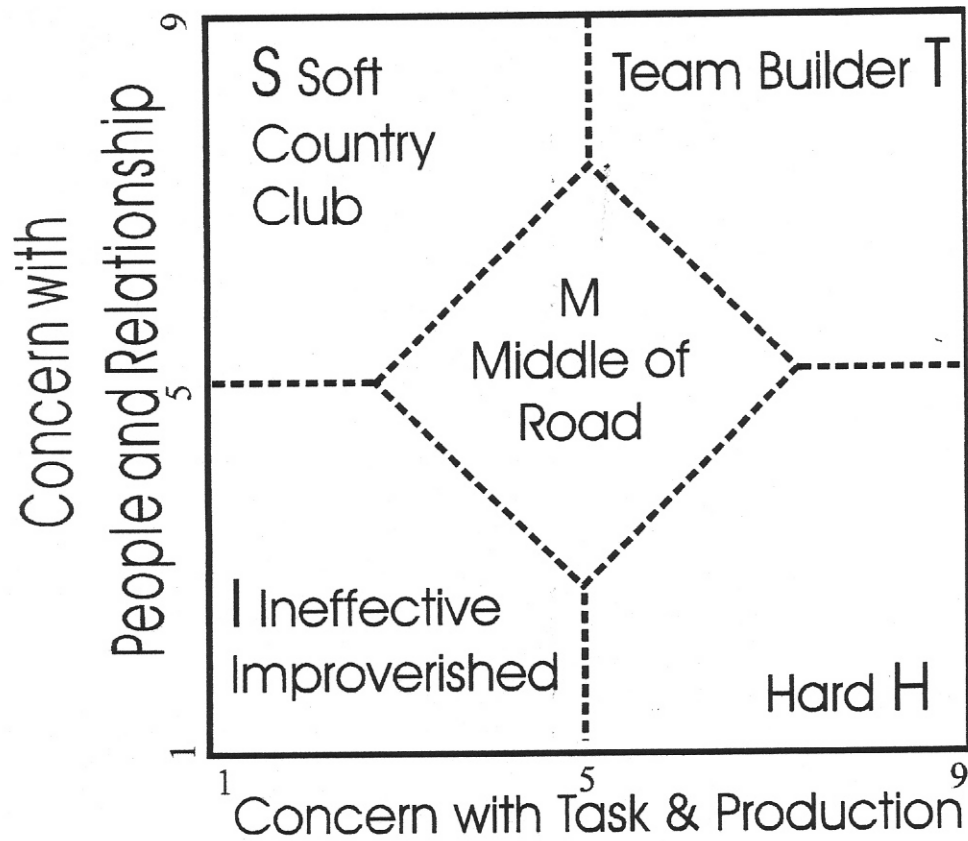 9
S Soft
Country
Club
Team Builder T
Concern with
People and Relationship
M
Middle of
Road
5
I Ineffective
Improverished
Hard H
1
1 5 9
Concern with Task & Production